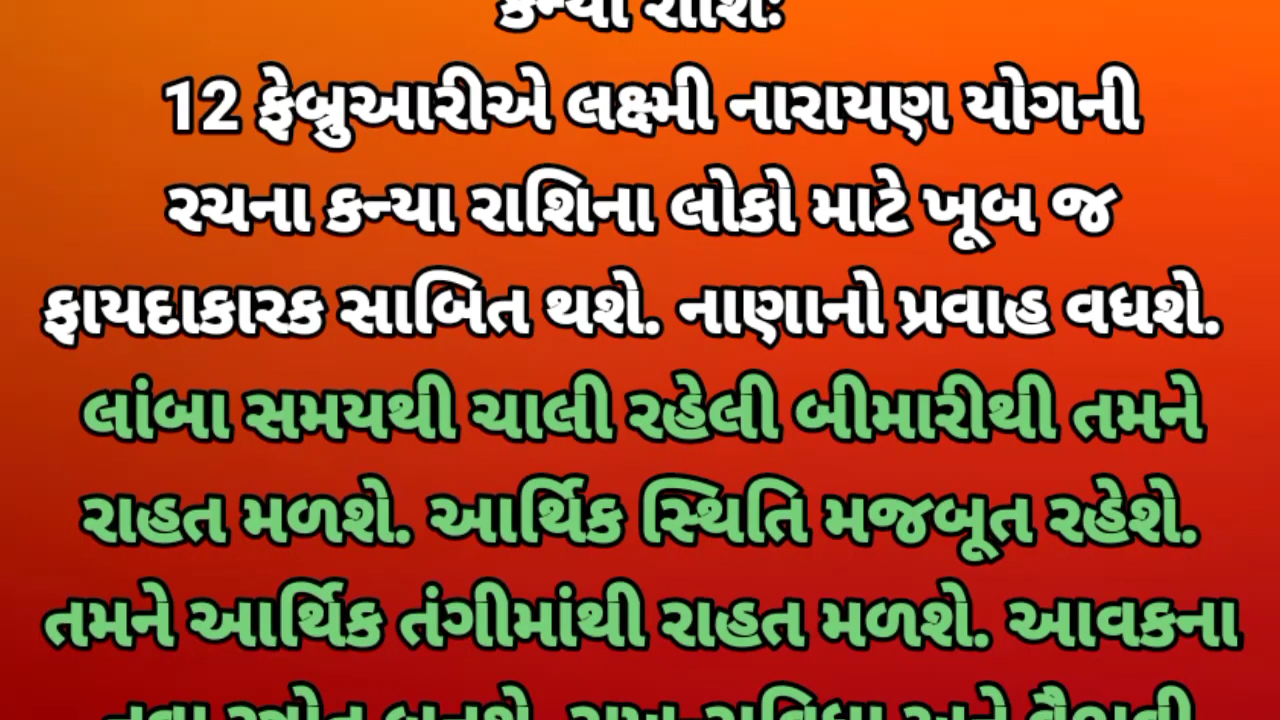 કન્યા રાશિઃ
12 ફેબ્રુઆરીએ લક્ષ્મી નારાયણ યોગની
રચના કન્યા રાશિના લોકો માટે ખૂબ જ
ફાયદાકારક સાબિત થશે. નાણાનો પ્રવાહ વધશે.
લાંબા સમયથી ચાલી રહેલી બીમારીથી તમને
રાહત મળશે. આર્થિક સ્થિતિ મજબૂત રહેશે.
તમને આર્થિક તંગીમાંથી રાહત મળશે. આવકના